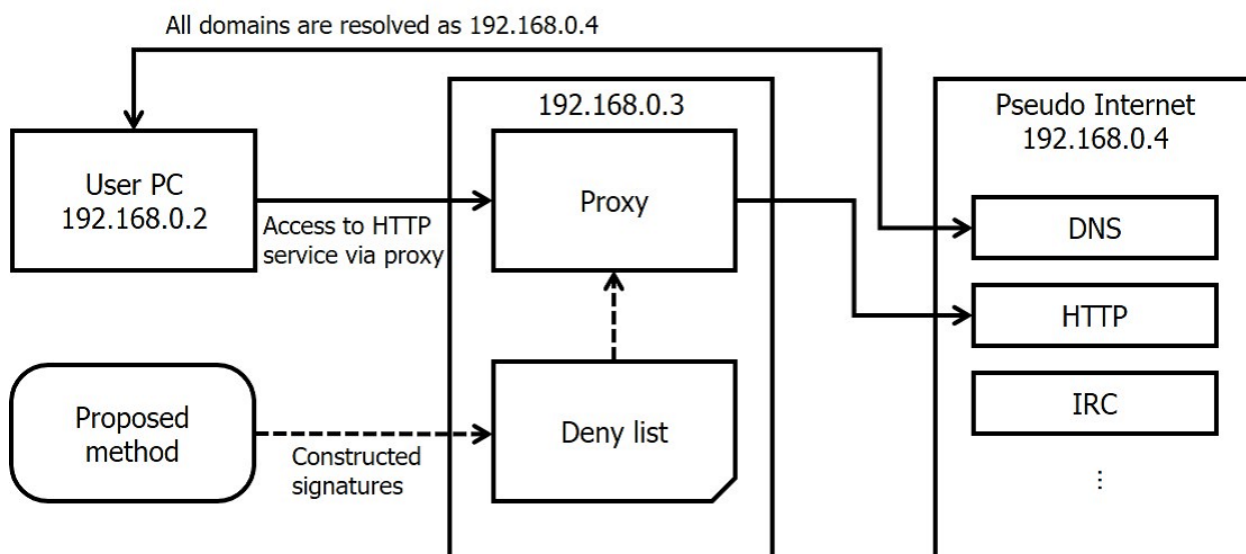 All domains are resolved as 192.168.0.4
192.168.0.3
Pseudo Internet
192.168.0.4
User PC
192.168.0.2
Proxy
DNS
Access to HTTP
service via proxy
HTTP
IRC
Proposed
method
Deny list
Constructed
signatures
⋮